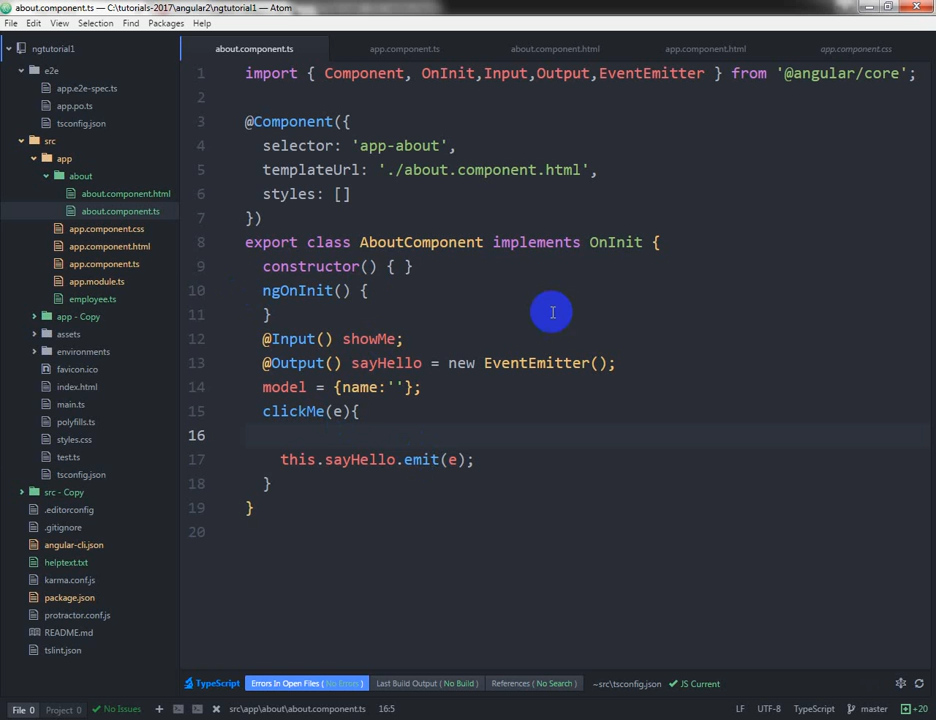 about.component.ts — C:\tutorials-2017\angular2\ngtutorial1 — Atom
File Edit View Selection Find Packages Help
ngtutorial1
e2e
app.e2e-spec.ts
app.po.ts
tsconfig.json
src
app
about
about.component.html
about.component.ts
app.component.css
app.component.html
app.component.ts
app.module.ts
employee.ts
app - Copy
assets
environments
favicon.ico
index.html
main.ts
polyfills.ts
styles.css
test.ts
tsconfig.json
src - Copy
.editorconfig
.gitignore
angular-cli.json
helptext.txt
karma.conf.js
package.json
protractor.conf.js
README.md
tslint.json
about.component.ts app.component.ts about.component.html app.component.html app.component.css
1 import { Component, OnInit,Input,Output,EventEmitter } from '@angular/core';
2
3 @Component({
4 selector: 'app-about',
5 templateUrl: './about.component.html',
6 styles: []
7 })
8 export class AboutComponent implements OnInit {
9 constructor() { }
10 ngOnInit() {
11 }
12 @Input() showMe;
13 @Output() sayHello = new EventEmitter();
14 model = {name:''};
15 clickMe(e){
16
17 this.sayHello.emit(e);
18 }
19 }
20
TypeScript Errors In Open Files ( No Errors ) Last Build Output ( No Build ) References ( No Search ) ~src\tsconfig.json JS Current
File 0 Project 0 No Issues src\app\about\about.component.ts 16:5 LF UTF-8 TypeScript master +20